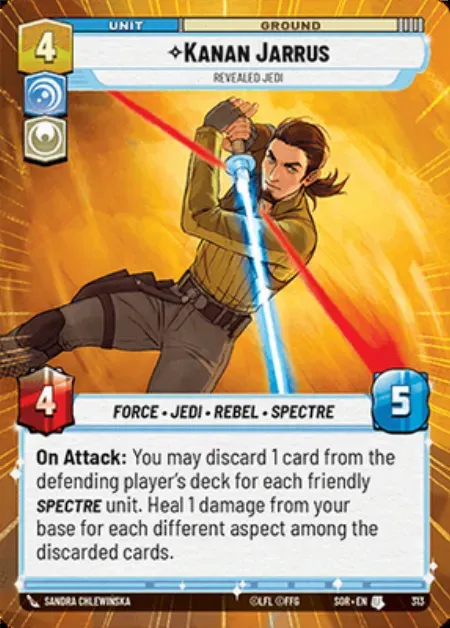 UNIT GROUND
4
✧KANAN JARRUS
REVEALED JEDI
4
FORCE • JEDI • REBEL • SPECTRE
5
On Attack: You may discard 1 card from the
defending player's deck for each friendly
SPECTRE unit. Heal 1 damage from your
base for each different aspect among the
discarded cards.
SANDRA CHLEWIŃSKA ©LFL ©FFG SOR • EN 313